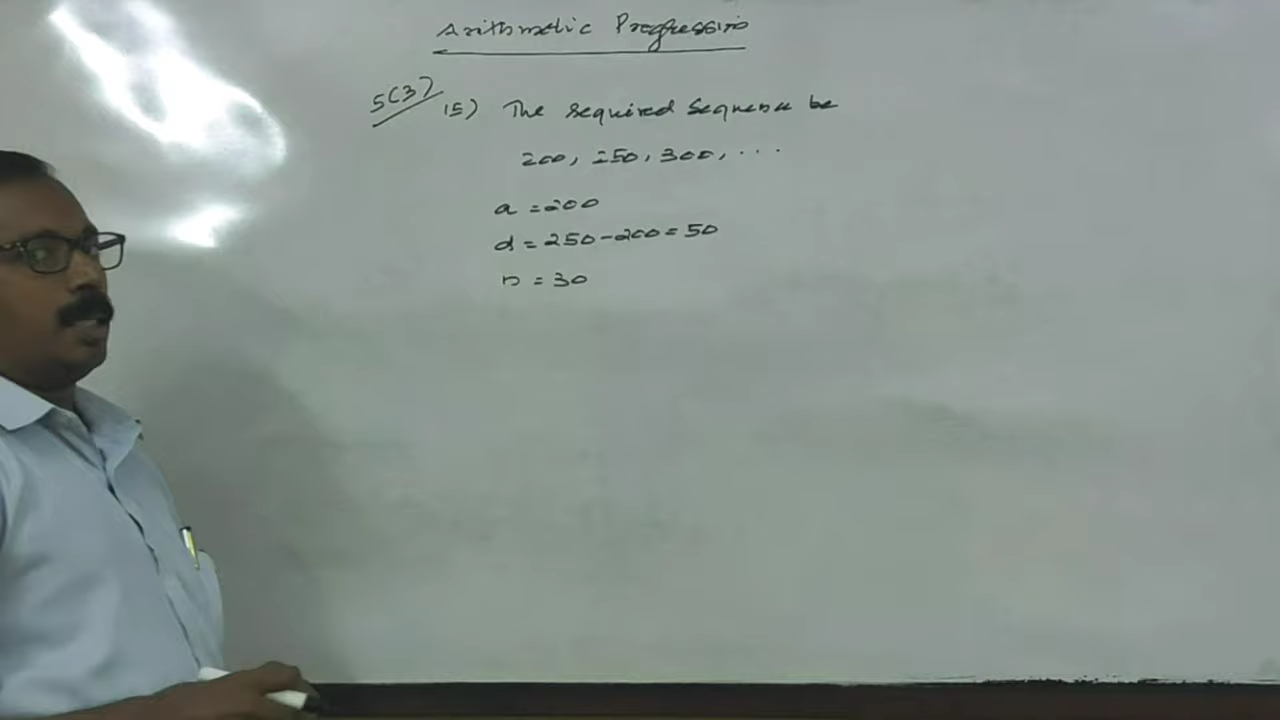 Arithmetic Progression
5(3) 15) The required sequence be
200, 250, 300, ...
a = 200
d = 250 - 200 = 50
n = 30